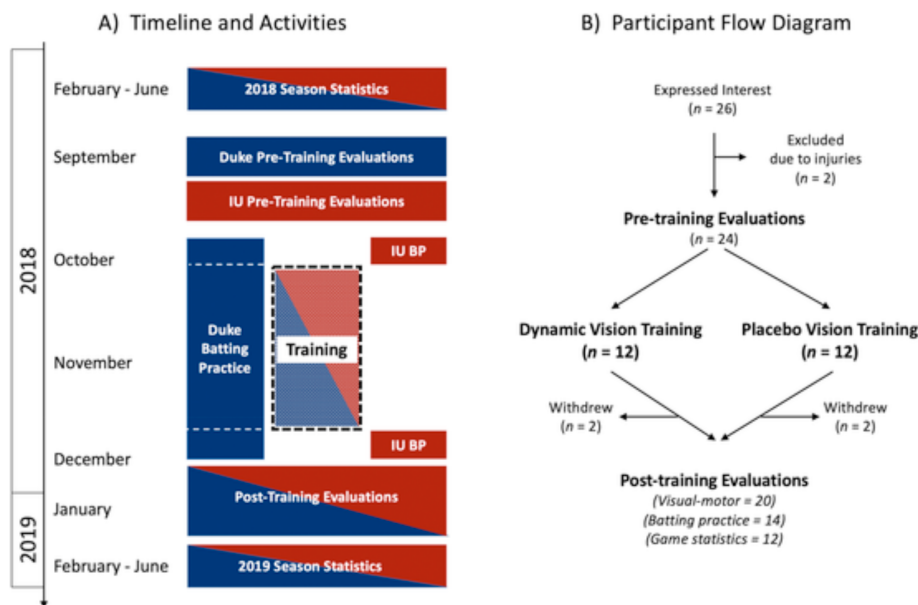 A) Timeline and Activities
2018
2019
February - June
2018 Season Statistics
September
Duke Pre-Training Evaluations
IU Pre-Training Evaluations
October
IU BP
Duke
Batting
Practice
Training
November
IU BP
December
Post-Training Evaluations
January
February - June
2019 Season Statistics
B) Participant Flow Diagram
Expressed Interest
(n = 26)
Excluded
due to injuries
(n = 2)
Pre-training Evaluations
(n = 24)
Dynamic Vision Training
(n = 12)
Placebo Vision Training
(n = 12)
Withdrew
(n = 2)
Withdrew
(n = 2)
Post-training Evaluations
(Visual-motor = 20)
(Batting practice = 14)
(Game statistics = 12)